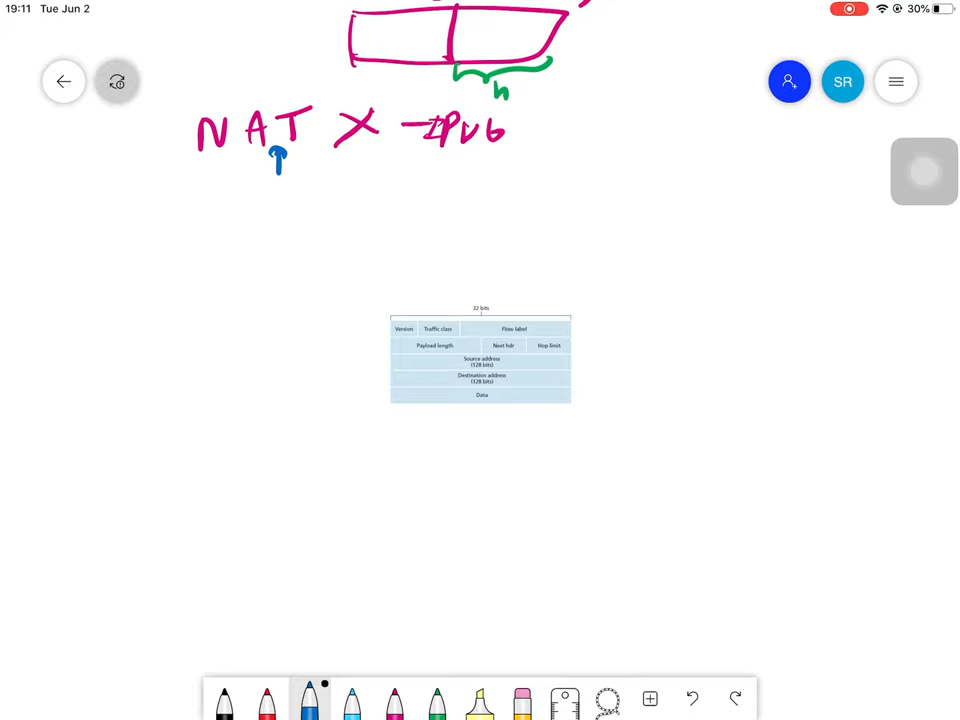 19:11 Tue Jun 2
30%
SR
h
NAT X - IPV6
32 bits
Version Traffic class Flow label
Payload length Next hdr Hop limit
Source address
(128 bits)
Destination address
(128 bits)
Data